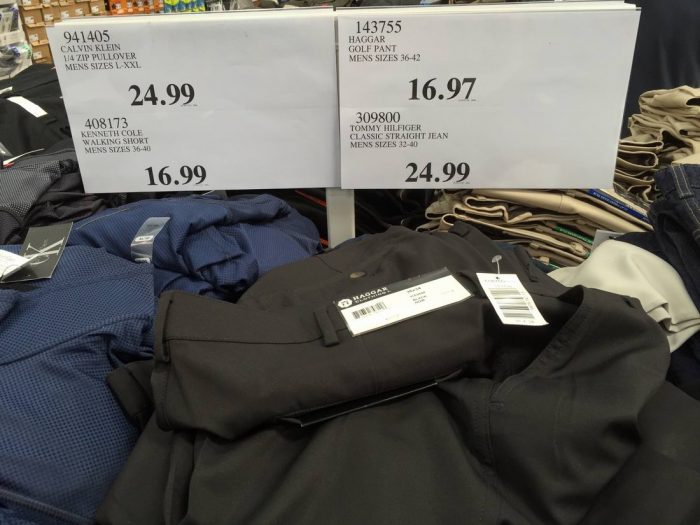 941405
CALVIN KLEIN
1/4 ZIP PULLOVER
MENS SIZES L-XXL
24.99
408173
KENNETH COLE
WALKING SHORT
MENS SIZES 36-40
16.99
143755
HAGGAR
GOLF PANT
MENS SIZES 36-42
16.97
309800
TOMMY HILFIGER
CLASSIC STRAIGHT JEAN
MENS SIZES 32-40
24.99
HAGGAR